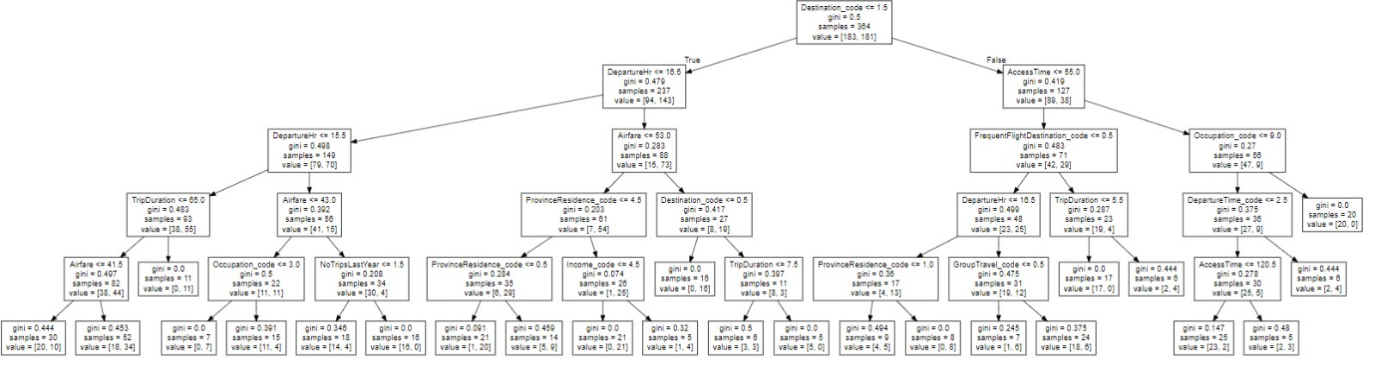 Destination_code <= 1.5
gini = 0.5
samples = 364
value = [183, 181]
True
False
DepartureHr <= 16.5
gini = 0.479
samples = 237
value = [94, 143]
AccessTime <= 55.0
gini = 0.419
samples = 127
value = [89, 38]
DepartureHr <= 15.5
gini = 0.498
samples = 149
value = [79, 70]
Airfare <= 53.0
gini = 0.283
samples = 88
value = [15, 73]
FrequentFlightDestination_code <= 0.5
gini = 0.483
samples = 71
value = [42, 29]
Occupation_code <= 9.0
gini = 0.27
samples = 56
value = [47, 9]
TripDuration <= 65.0
gini = 0.483
samples = 93
value = [38, 55]
Airfare <= 43.0
gini = 0.392
samples = 56
value = [41, 15]
ProvinceResidence_code <= 4.5
gini = 0.203
samples = 61
value = [7, 54]
Destination_code <= 0.5
gini = 0.417
samples = 27
value = [8, 19]
DepartureHr <= 16.5
gini = 0.499
samples = 48
value = [23, 25]
TripDuration <= 5.5
gini = 0.287
samples = 23
value = [19, 4]
DepartureTime_code <= 2.5
gini = 0.375
samples = 36
value = [27, 9]
gini = 0.0
samples = 20
value = [20, 0]
Airfare <= 41.5
gini = 0.497
samples = 82
value = [38, 44]
gini = 0.0
samples = 11
value = [0, 11]
Occupation_code <= 3.0
gini = 0.5
samples = 22
value = [11, 11]
NoTripsLastYear <= 1.5
gini = 0.208
samples = 34
value = [30, 4]
ProvinceResidence_code <= 0.5
gini = 0.284
samples = 35
value = [6, 29]
Income_code <= 4.5
gini = 0.074
samples = 26
value = [1, 25]
gini = 0.0
samples = 16
value = [0, 16]
TripDuration <= 7.5
gini = 0.397
samples = 11
value = [8, 3]
ProvinceResidence_code <= 1.0
gini = 0.36
samples = 17
value = [4, 13]
GroupTravel_code <= 0.5
gini = 0.475
samples = 31
value = [19, 12]
gini = 0.0
samples = 17
value = [17, 0]
gini = 0.444
samples = 6
value = [2, 4]
AccessTime <= 120.5
gini = 0.278
samples = 30
value = [25, 5]
gini = 0.444
samples = 6
value = [2, 4]
gini = 0.444
samples = 30
value = [20, 10]
gini = 0.453
samples = 52
value = [18, 34]
gini = 0.0
samples = 7
value = [0, 7]
gini = 0.391
samples = 15
value = [11, 4]
gini = 0.346
samples = 18
value = [14, 4]
gini = 0.0
samples = 16
value = [16, 0]
gini = 0.091
samples = 21
value = [1, 20]
gini = 0.459
samples = 14
value = [5, 9]
gini = 0.0
samples = 21
value = [0, 21]
gini = 0.32
samples = 5
value = [1, 4]
gini = 0.5
samples = 6
value = [3, 3]
gini = 0.0
samples = 5
value = [5, 0]
gini = 0.494
samples = 9
value = [4, 5]
gini = 0.0
samples = 8
value = [0, 8]
gini = 0.245
samples = 7
value = [1, 6]
gini = 0.375
samples = 24
value = [18, 6]
gini = 0.147
samples = 25
value = [23, 2]
gini = 0.48
samples = 5
value = [2, 3]